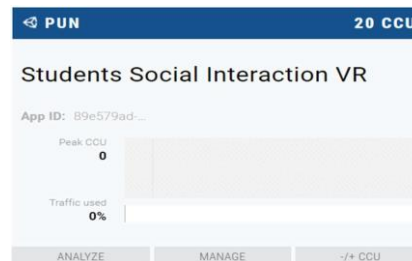 PUN 20 CCU
Students Social Interaction VR
App ID: 89e579ad-...
Peak CCU
0
Traffic used
0%
ANALYZE MANAGE -/+ CCU